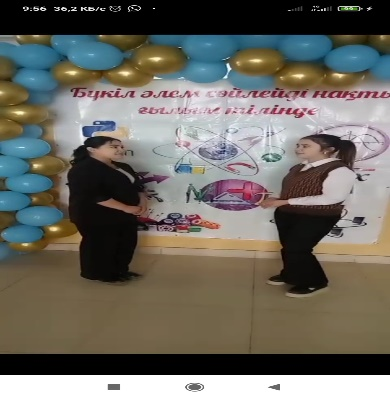 9:56 36,2 КБ/с
Бүкіл әлем сөйлейді нақты
ғылым тілінде